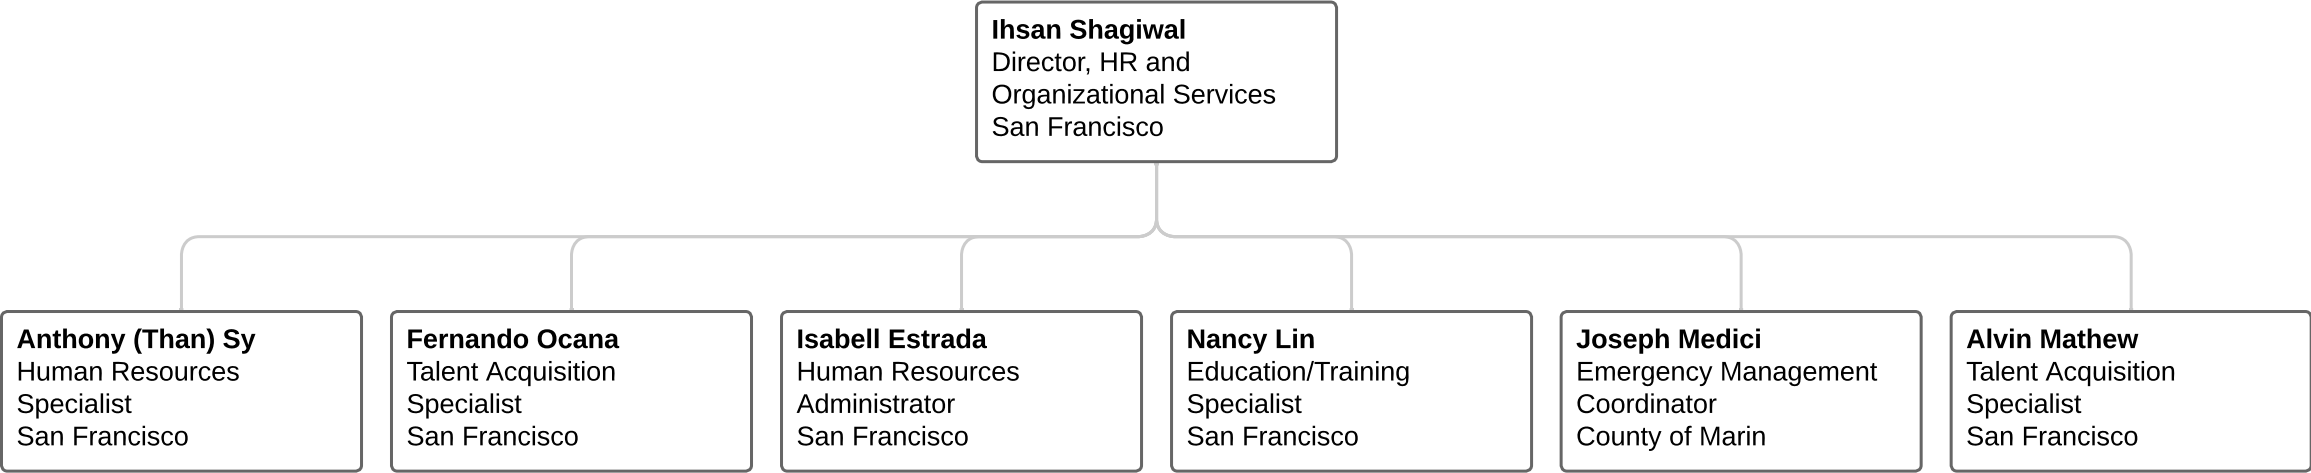 Ihsan Shagiwal
Director, HR and
Organizational Services
San Francisco
Anthony (Than) Sy
Human Resources
Specialist
San Francisco
Fernando Ocana
Talent Acquisition
Specialist
San Francisco
Isabell Estrada
Human Resources
Administrator
San Francisco
Nancy Lin
Education/Training
Specialist
San Francisco
Joseph Medici
Emergency Management
Coordinator
County of Marin
Alvin Mathew
Talent Acquisition
Specialist
San Francisco